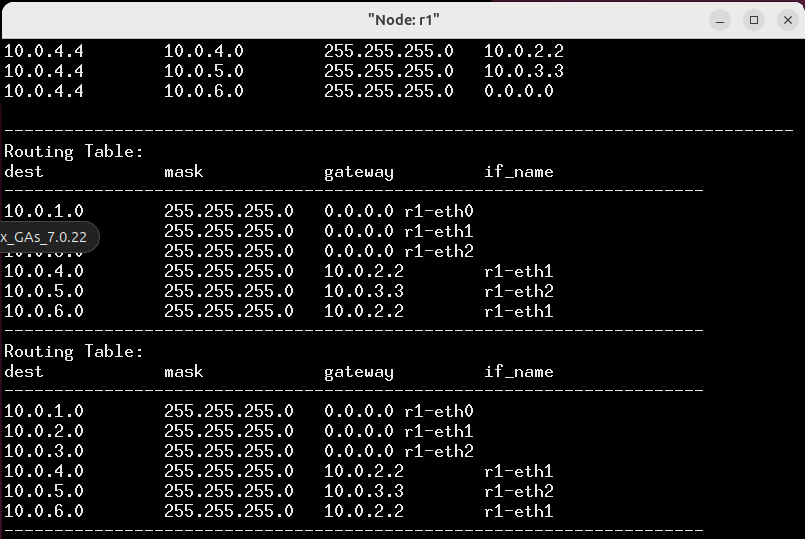 "Node: r1"
10.0.4.4 10.0.4.0 255.255.255.0 10.0.2.2
10.0.4.4 10.0.5.0 255.255.255.0 10.0.3.3
10.0.4.4 10.0.6.0 255.255.255.0 0.0.0.0
-------------------------------------------------------------------------------
Routing Table:
dest mask gateway if_name
----------------------------------------------------------------------
10.0.1.0 255.255.255.0 0.0.0.0 r1-eth0
255.255.255.0 0.0.0.0 r1-eth1
x_GAs_7.0.22
255.255.255.0 0.0.0.0 r1-eth2
10.0.4.0 255.255.255.0 10.0.2.2 r1-eth1
10.0.5.0 255.255.255.0 10.0.3.3 r1-eth2
10.0.6.0 255.255.255.0 10.0.2.2 r1-eth1
----------------------------------------------------------------------
Routing Table:
dest mask gateway if_name
----------------------------------------------------------------------
10.0.1.0 255.255.255.0 0.0.0.0 r1-eth0
10.0.2.0 255.255.255.0 0.0.0.0 r1-eth1
10.0.3.0 255.255.255.0 0.0.0.0 r1-eth2
10.0.4.0 255.255.255.0 10.0.2.2 r1-eth1
10.0.5.0 255.255.255.0 10.0.3.3 r1-eth2
10.0.6.0 255.255.255.0 10.0.2.2 r1-eth1
----------------------------------------------------------------------